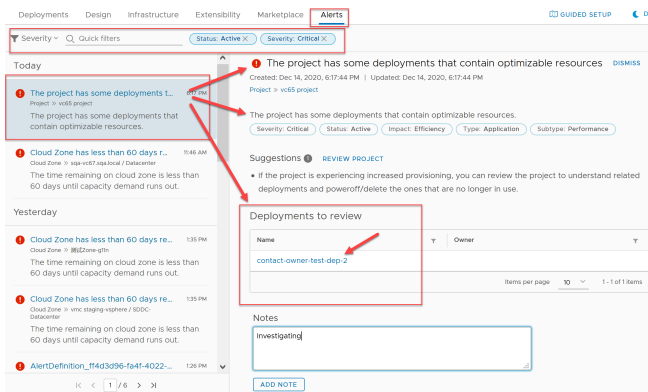 Deployments Design Infrastructure Extensibility Marketplace Alerts GUIDED SETUP
Severity Quick filters Status: Active X Severity: Critical X
Today
The project has some deployments t... 6:17 PM
Project » vc65 project
The project has some deployments that
contain optimizable resources.
Cloud Zone has less than 60 days r... 11:46 AM
Cloud Zone » sqa-vc67.sqa.local / Datacenter
The time remaining on cloud zone is less than
60 days until capacity demand runs out.
Yesterday
Cloud Zone has less than 60 days re... 1:35 PM
Cloud Zone » 测试Zone-g11n
The time remaining on cloud zone is less than
60 days until capacity demand runs out.
Cloud Zone has less than 60 days re... 1:35 PM
Cloud Zone » vmc staging-vsphere / SDDC-
Datacenter
The time remaining on cloud zone is less than
60 days until capacity demand runs out.
AlertDefinition_ff4d3d96-fa4f-4022-... 1:26 PM
1 / 6
The project has some deployments that contain optimizable resources DISMISS
Created: Dec 14, 2020, 6:17:44 PM | Updated: Dec 14, 2020, 6:17:44 PM
Project » vc65 project
The project has some deployments that contain optimizable resources.
Severity: Critical Status: Active Impact: Efficiency Type: Application Subtype: Performance
Suggestions REVIEW PROJECT
• If the project is experiencing increased provisioning, you can review the project to understand related
deployments and poweroff/delete the ones that are no longer in use.
Deployments to review
Name Owner
contact-owner-test-dep-2
Items per page 10 1 - 1 of 1 items
Notes
Investigating
ADD NOTE